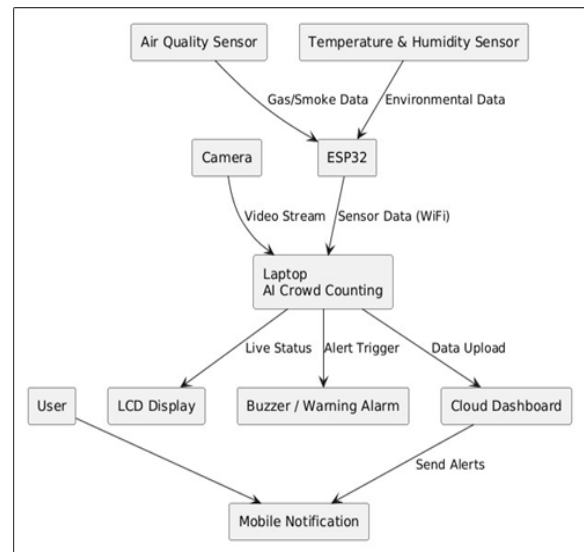 Air Quality Sensor
Temperature & Humidity Sensor
Gas/Smoke Data
Environmental Data
Camera
ESP32
Video Stream
Sensor Data (WiFi)
Laptop
AI Crowd Counting
Live Status
Alert Trigger
Data Upload
User
LCD Display
Buzzer / Warning Alarm
Cloud Dashboard
Send Alerts
Mobile Notification